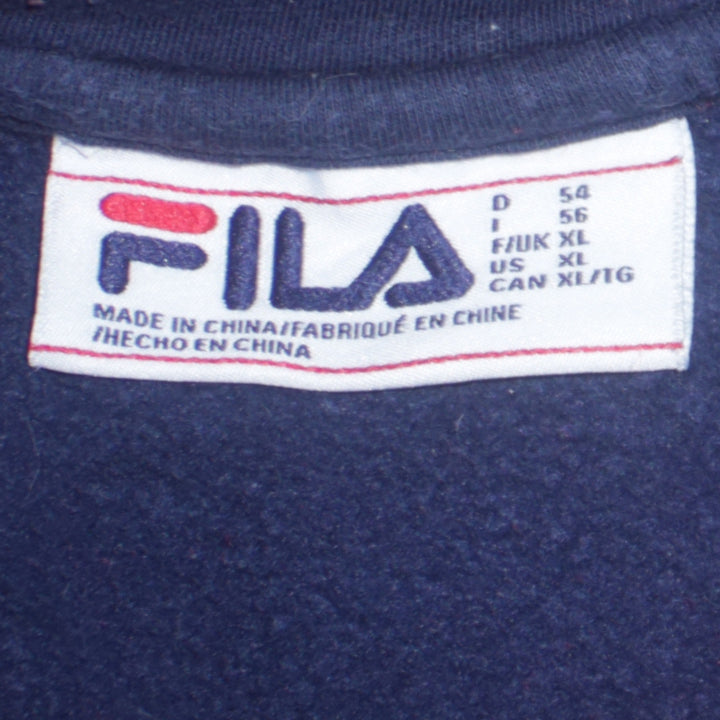 FILA
D 54
I 56
F/UK XL
US XL
CAN XL/TG
MADE IN CHINA/FABRIQUÉ EN CHINE
/HECHO EN CHINA